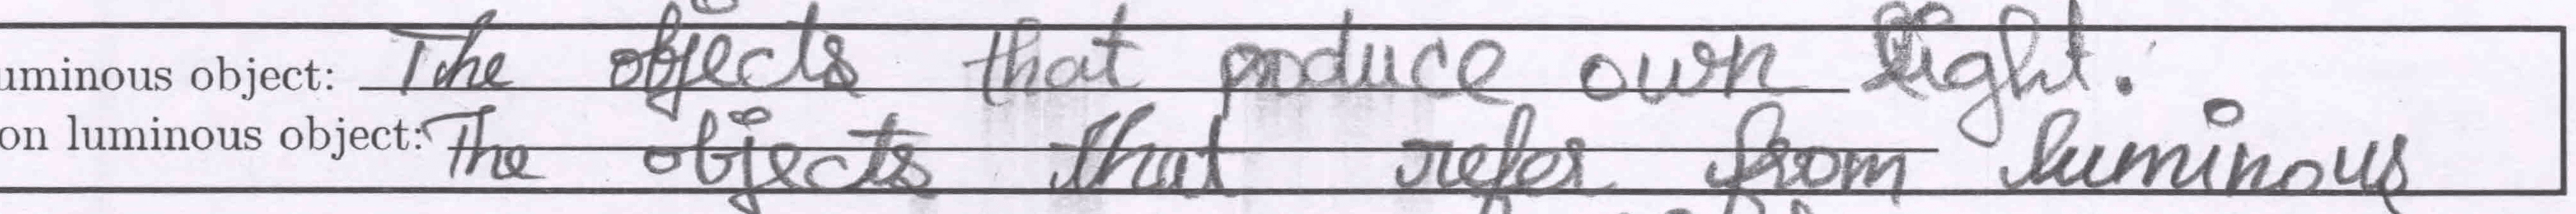 uminous object: The objects that produce own light.
on luminous object: The objects that refer from luminous